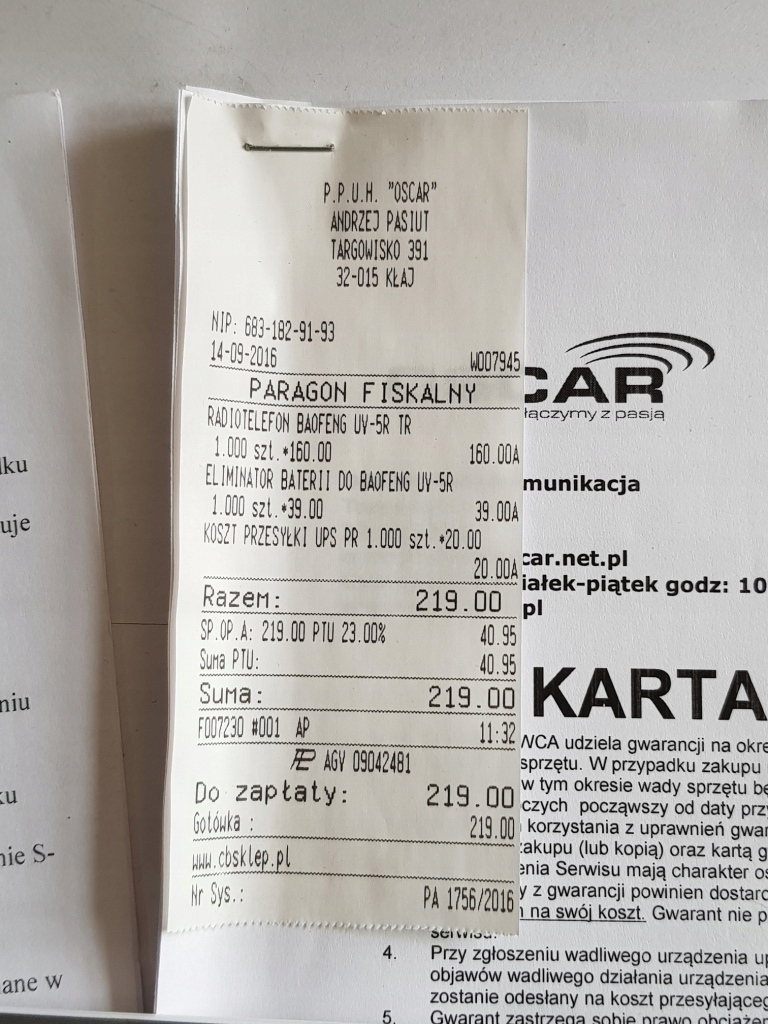 P.P.U.H. "OSCAR"
ANDRZEJ PASIUT
TARGOWISKO 391
32-015 KŁAJ
NIP: 683-182-91-93
14-09-2016 W007945
PARAGON FISKALNY
RADIOTELEFON BAOFENG UV-5R TR
1.000 szt.*160.00 160.00A
ELIMINATOR BATERII DO BAOFENG UV-5R
1.000 szt.*39.00 39.00A
KOSZT PRZESYŁKI UPS PR 1.000 szt.*20.00
20.00A
Razem: 219.00
SP.OP.A: 219.00 PTU 23.00% 40.95
Suma PTU: 40.95
Suma: 219.00
F007230 #001 AP 11:32
AGV 09042481
Do zapłaty: 219.00
Gotówka : 219.00
www.cbsklep.pl
Nr Sys.: PA 1756/2016
CAR
łączymy z pasją
munikacja
car.net.pl
iałek-piątek godz: 10
pl
KARTA
WCA udziela gwarancji na okre
sprzętu. W przypadku zakupu
w tym okresie wady sprzętu bę
czych począwszy od daty przy
korzystania z uprawnień gwar
zakupu (lub kopią) oraz kartą g
enia Serwisu mają charakter os
y z gwarancji powinien dostarc
na swój koszt. Gwarant nie p
serwisu.
4. Przy zgłoszeniu wadliwego urządzenia up
objawów wadliwego działania urządzenia
zostanie odesłany na koszt przesyłająceg
5. Gwarant zastrzega sobie prawo obciążen
ku
uje
niu
ku
nie S-
ane w